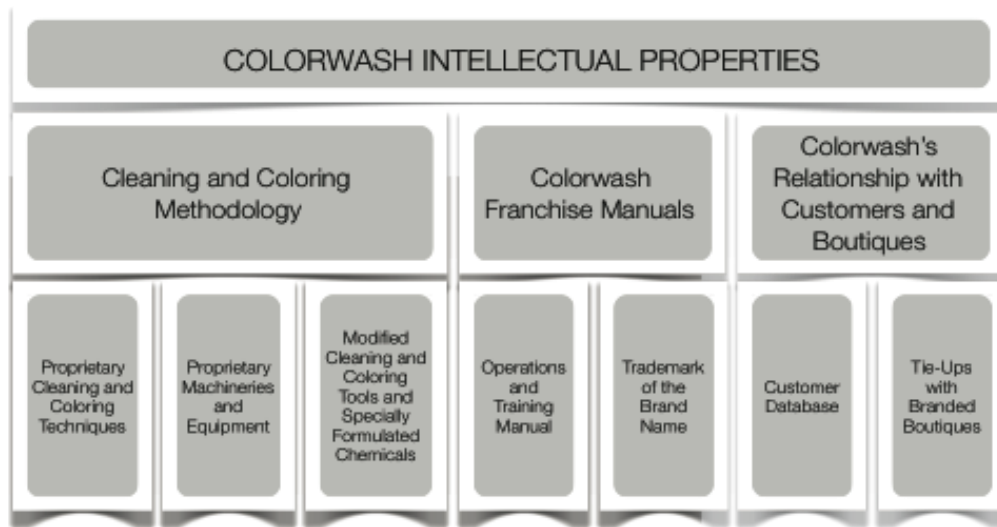 COLORWASH INTELLECTUAL PROPERTIES
Cleaning and Coloring
Methodology
Colorwash
Franchise Manuals
Colorwash's
Relationship with
Customers and
Boutiques
Proprietary
Cleaning and
Coloring
Techniques
Proprietary
Machineries
and
Equipment
Modified
Cleaning and
Coloring
Tools and
Specially
Formulated
Chemicals
Operations
and
Training
Manual
Trademark
of the
Brand
Name
Customer
Database
Tie-Ups
with
Branded
Boutiques